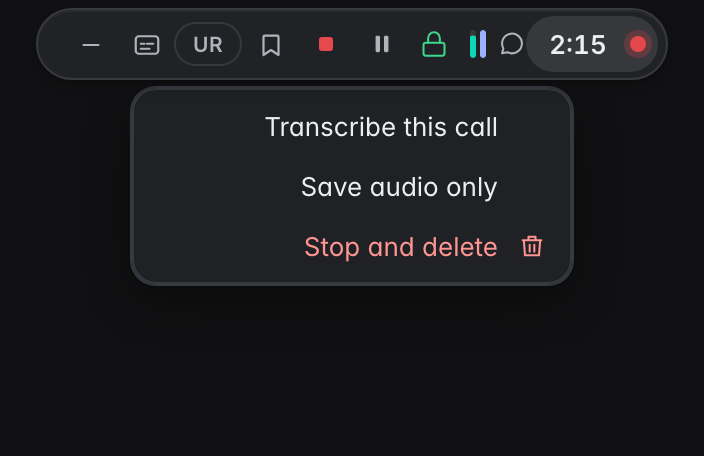 UR
2:15
Transcribe this call
Save audio only
Stop and delete